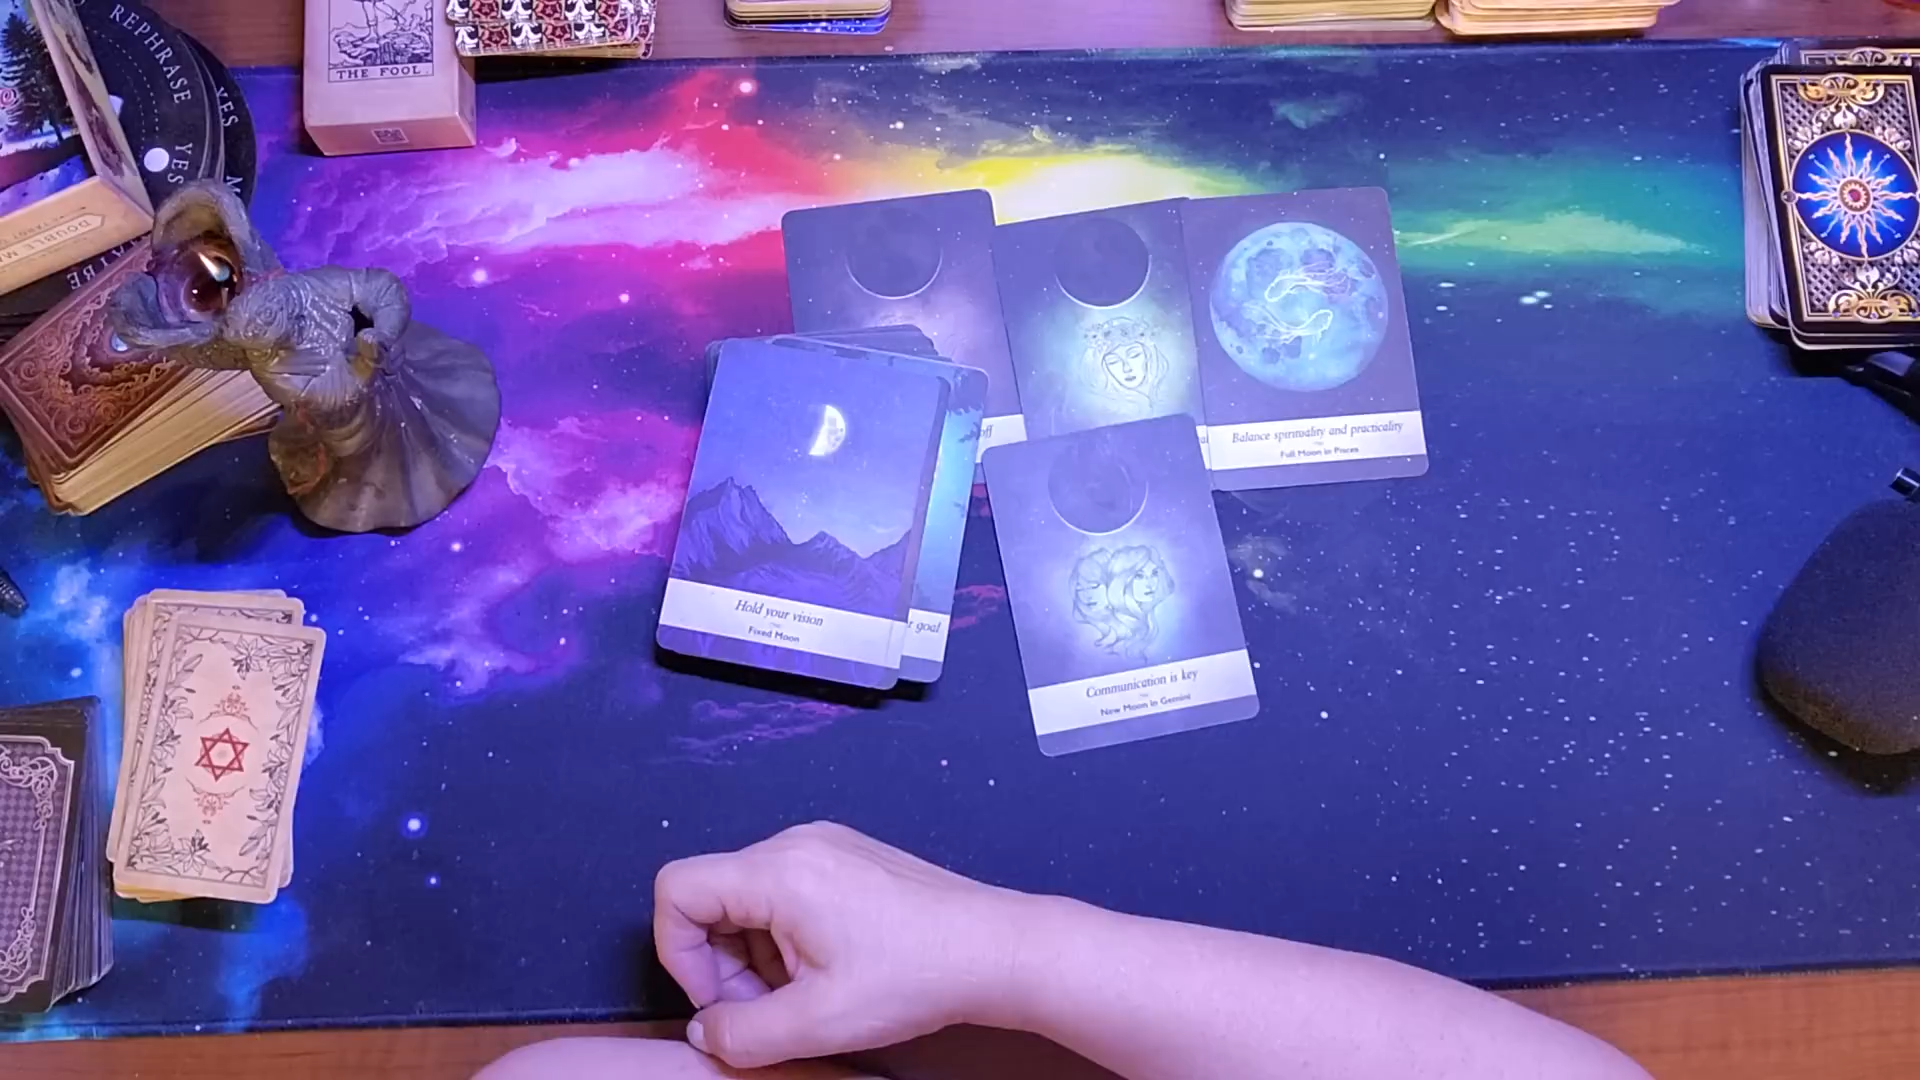 REPHRASE
YES
YES
THE FOOL.
DOUBLE
off
Balance spirituality and practicality
Full Moon in Pisces
Hold your vision
Fixed Moon
r goal
Communication is key
New Moon in Gemini